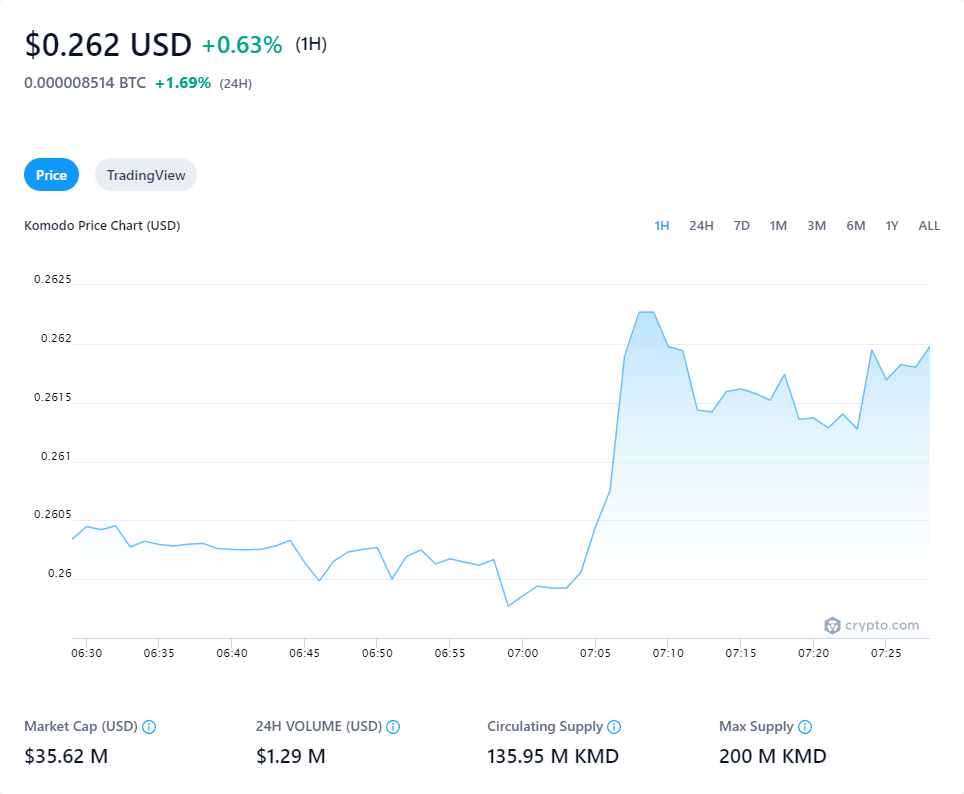 $0.262 USD +0.63% (1H)
0.000008514 BTC +1.69% (24H)
Price TradingView
Komodo Price Chart (USD) 1H 24H 7D 1M 3M 6M 1Y ALL
0.2625
0.262
0.2615
0.261
0.2605
0.26
crypto.com
06:30 06:35 06:40 06:45 06:50 06:55 07:00 07:05 07:10 07:15 07:20 07:25
Market Cap (USD) 24H VOLUME (USD) Circulating Supply Max Supply
$35.62 M $1.29 M 135.95 M KMD 200 M KMD